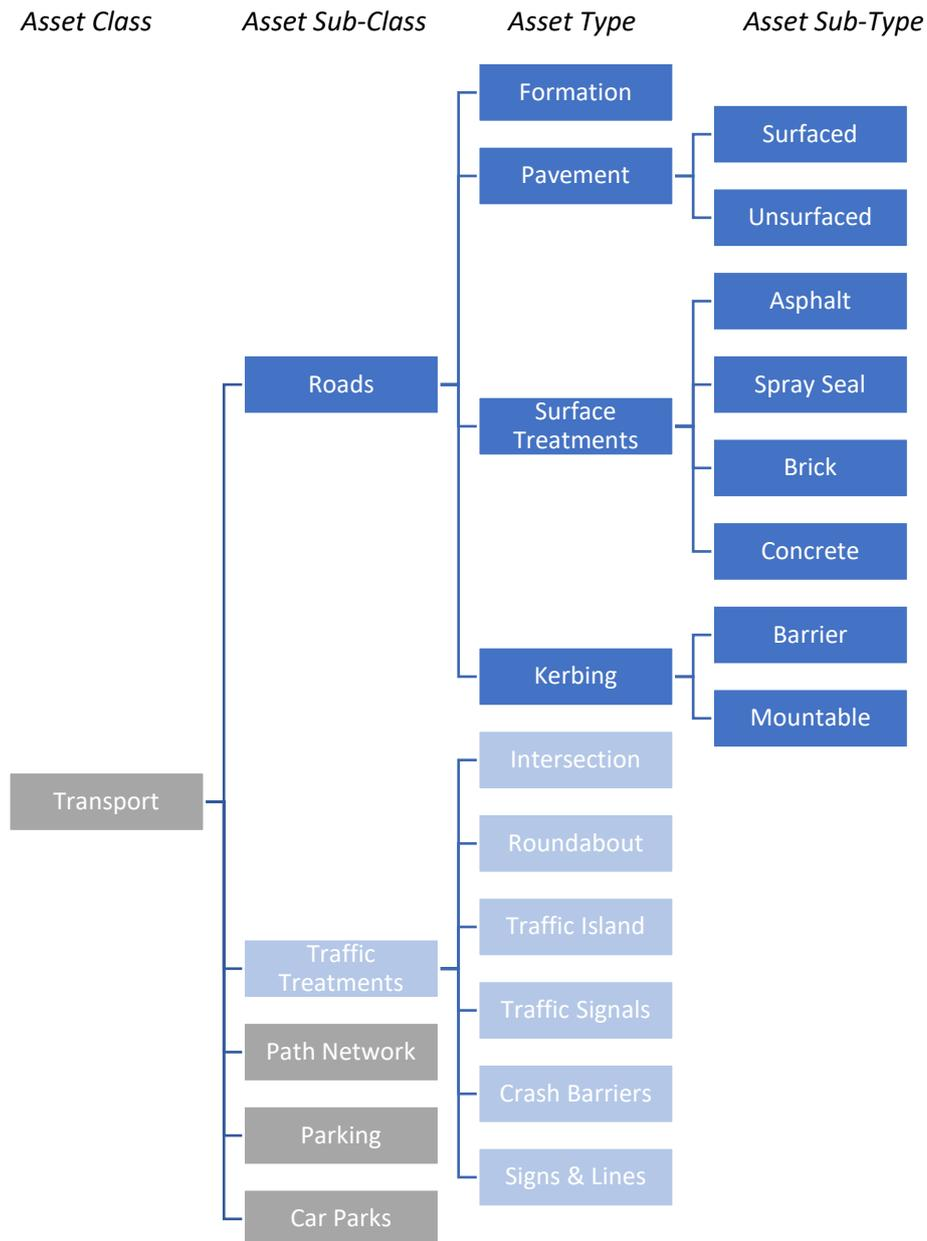 Asset Class
Asset Sub-Class
Asset Type
Asset Sub-Type
Formation
Surfaced
Pavement
Unsurfaced
Asphalt
Roads
Spray Seal
Surface
Treatments
Brick
Concrete
Barrier
Kerbing
Mountable
Intersection
Transport
Roundabout
Traffic Island
Traffic
Treatments
Traffic Signals
Path Network
Crash Barriers
Parking
Signs & Lines
Car Parks